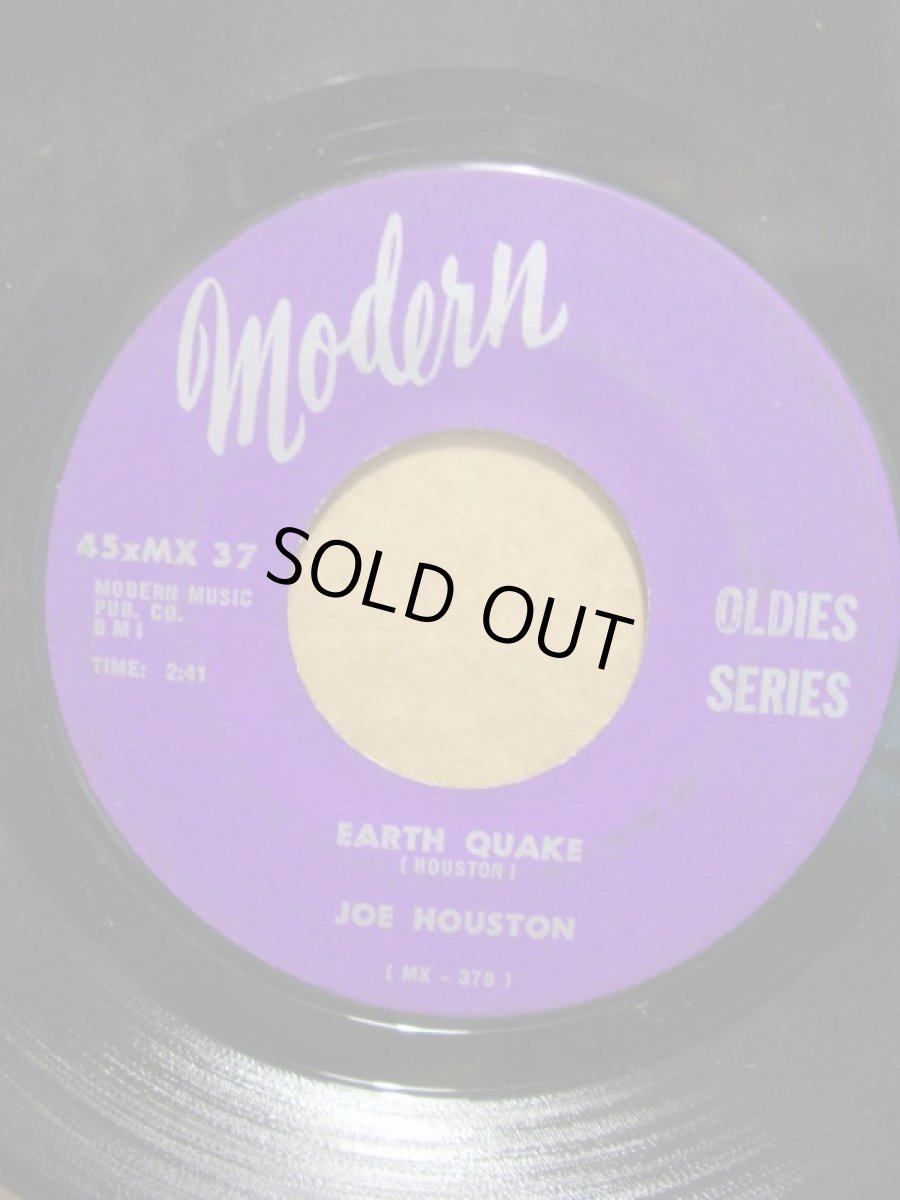 Modern
45xMX 37
MODERN MUSIC
PUB. CO.
BMI
TIME: 2:41
SOLD OUT
OLDIES
SERIES
EARTH QUAKE
( HOUSTON )
JOE HOUSTON
( MX - 37B )